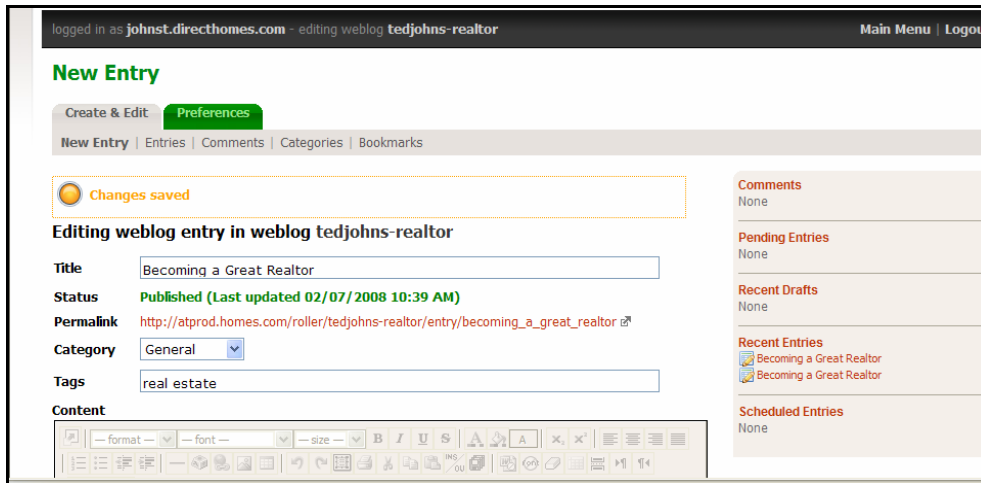 logged in as johnst.directhomes.com - editing weblog tedjohns-realtor
Main Menu | Logou
New Entry
Create & Edit
Preferences
New Entry | Entries | Comments | Categories | Bookmarks
Changes saved
Editing weblog entry in weblog tedjohns-realtor
Title
Becoming a Great Realtor
Status
Published (Last updated 02/07/2008 10:39 AM)
Permalink
http://atprod.homes.com/roller/tedjohns-realtor/entry/becoming_a_great_realtor
Category
General
Tags
real estate
Content
— format —
— font —
— size —
B I U S A A x, x'
INS/OU
Comments
None
Pending Entries
None
Recent Drafts
None
Recent Entries
Becoming a Great Realtor
Becoming a Great Realtor
Scheduled Entries
None